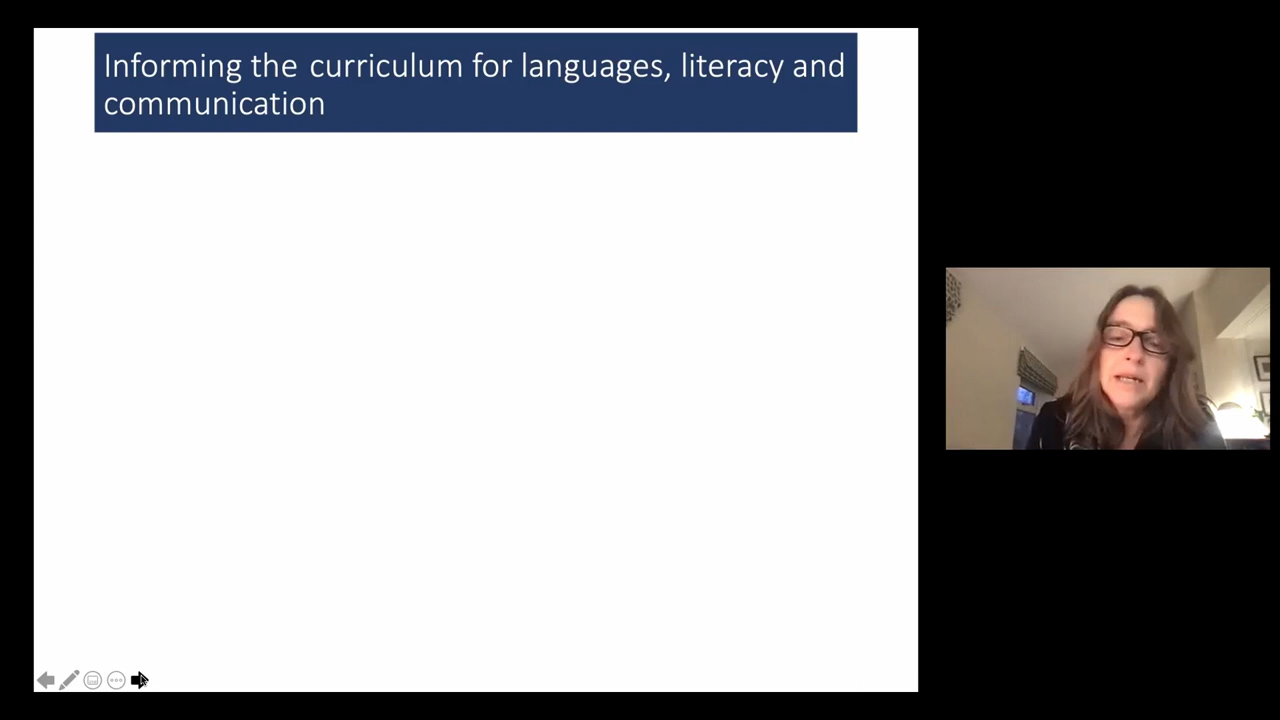 Informing the curriculum for languages, literacy and
communication